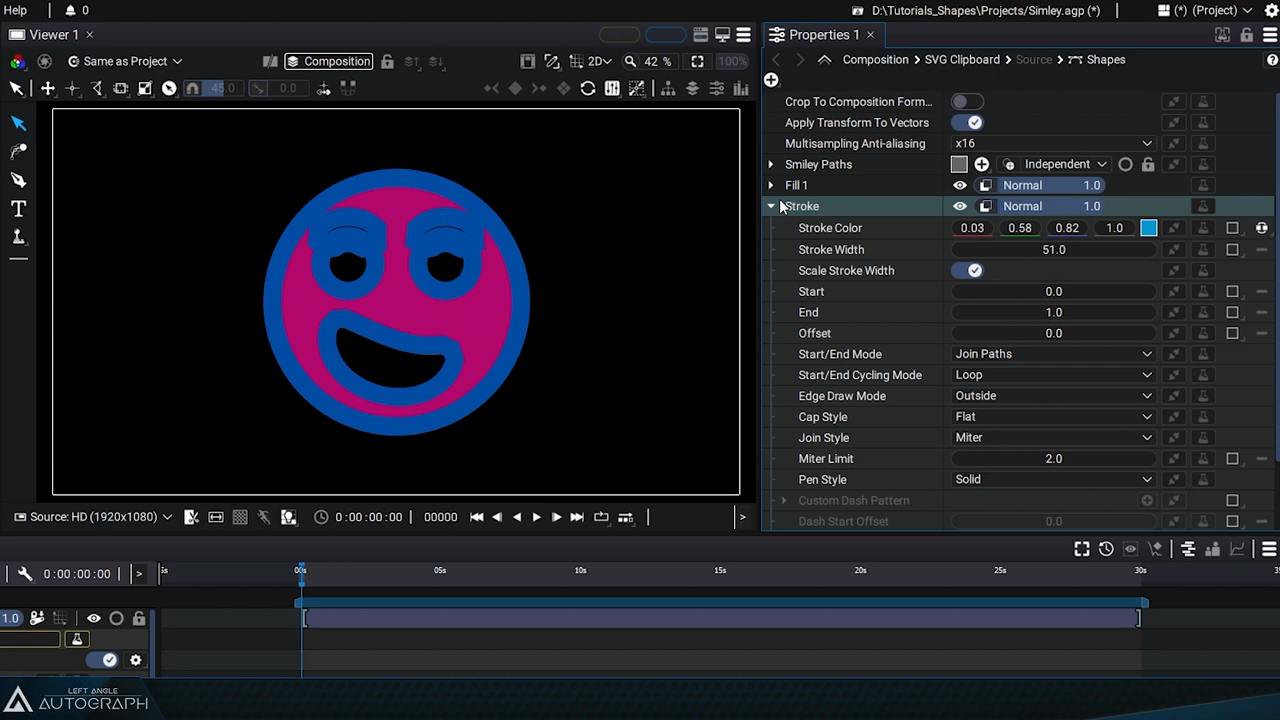 Help 0 D:\Tutorials_Shapes\Projects/Simley.agp (*) (*) (Project)
Viewer 1 Properties 1
Same as Project Composition 2D 42 % 100%
Composition SVG Clipboard Source Shapes
45.0 0.0
Crop To Composition Form...
Apply Transform To Vectors
Multisampling Anti-aliasing x16
Smiley Paths Independent
Fill 1 Normal 1.0
Stroke Normal 1.0
Stroke Color 0.03 0.58 0.82 1.0
Stroke Width 51.0
Scale Stroke Width
Start 0.0
End 1.0
Offset 0.0
Start/End Mode Join Paths
Start/End Cycling Mode Loop
Edge Draw Mode Outside
Cap Style Flat
Join Style Miter
Miter Limit 2.0
Pen Style Solid
Custom Dash Pattern
Dash Start Offset 0.0
Source: HD (1920x1080) 0:00:00:00 00000
0:00:00:00 5s 00s 05s 10s 15s 20s 25s 30s
1.0
LEFT ANGLE
AUTOGRAPH